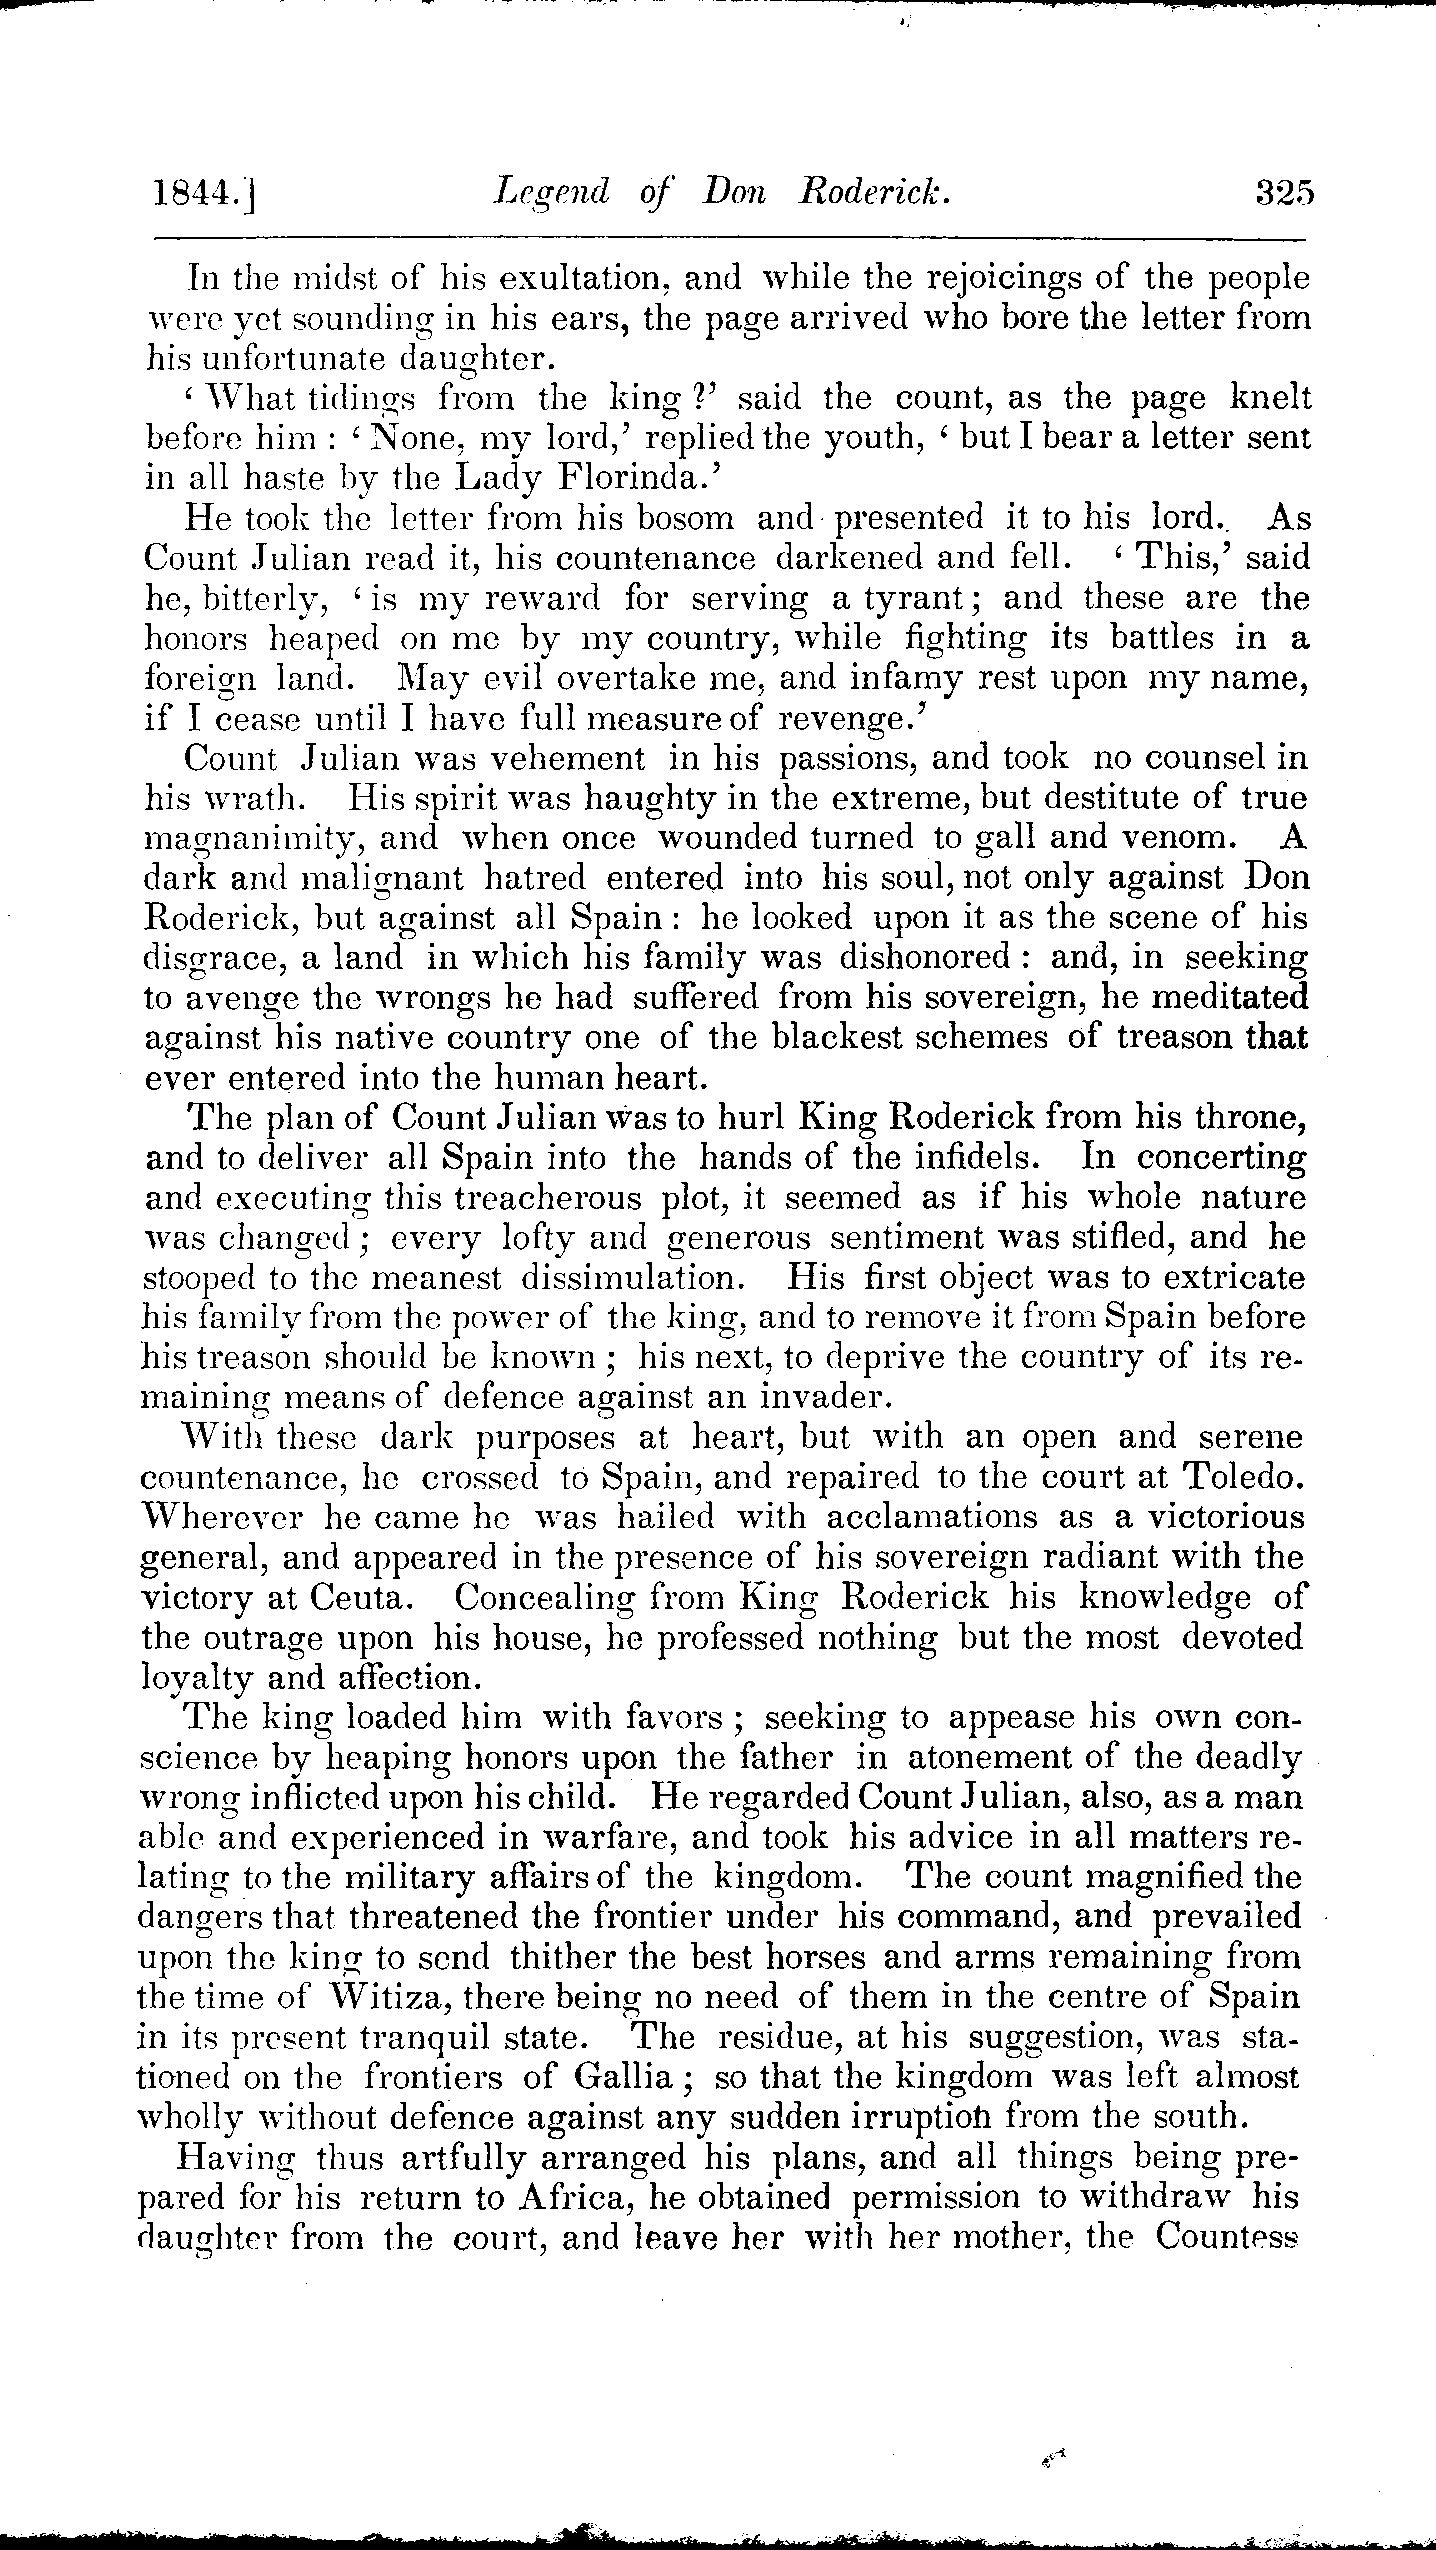 1844.] Legend of Don Roderick. 325
In the midst of his exultation, and while the rejoicings of the people
were yet sounding in his ears, the page arrived who bore the letter from
his unfortunate daughter.
‘ What tidings from the king ?’ said the count, as the page knelt
before him : ‘ None, my lord,’ replied the youth, ‘ but I bear a letter sent
in all haste by the Lady Florinda.’
He took the letter from his bosom and presented it to his lord. As
Count Julian read it, his countenance darkened and fell. ‘ This,’ said
he, bitterly, ‘ is my reward for serving a tyrant ; and these are the
honors heaped on me by my country, while fighting its battles in a
foreign land. May evil overtake me, and infamy rest upon my name,
if I cease until I have full measure of revenge.’
Count Julian was vehement in his passions, and took no counsel in
his wrath. His spirit was haughty in the extreme, but destitute of true
magnanimity, and when once wounded turned to gall and venom. A
dark and malignant hatred entered into his soul, not only against Don
Roderick, but against all Spain : he looked upon it as the scene of his
disgrace, a land in which his family was dishonored : and, in seeking
to avenge the wrongs he had suffered from his sovereign, he meditated
against his native country one of the blackest schemes of treason that
ever entered into the human heart.
The plan of Count Julian was to hurl King Roderick from his throne,
and to deliver all Spain into the hands of the infidels. In concerting
and executing this treacherous plot, it seemed as if his whole nature
was changed ; every lofty and generous sentiment was stifled, and he
stooped to the meanest dissimulation. His first object was to extricate
his family from the power of the king, and to remove it from Spain before
his treason should be known ; his next, to deprive the country of its re-
maining means of defence against an invader.
With these dark purposes at heart, but with an open and serene
countenance, he crossed to Spain, and repaired to the court at Toledo.
Wherever he came he was hailed with acclamations as a victorious
general, and appeared in the presence of his sovereign radiant with the
victory at Ceuta. Concealing from King Roderick his knowledge of
the outrage upon his house, he professed nothing but the most devoted
loyalty and affection.
The king loaded him with favors ; seeking to appease his own con-
science by heaping honors upon the father in atonement of the deadly
wrong inflicted upon his child. He regarded Count Julian, also, as a man
able and experienced in warfare, and took his advice in all matters re-
lating to the military affairs of the kingdom. The count magnified the
dangers that threatened the frontier under his command, and prevailed
upon the king to send thither the best horses and arms remaining from
the time of Witiza, there being no need of them in the centre of Spain
in its present tranquil state. The residue, at his suggestion, was sta-
tioned on the frontiers of Gallia ; so that the kingdom was left almost
wholly without defence against any sudden irruption from the south.
Having thus artfully arranged his plans, and all things being pre-
pared for his return to Africa, he obtained permission to withdraw his
daughter from the court, and leave her with her mother, the Countess